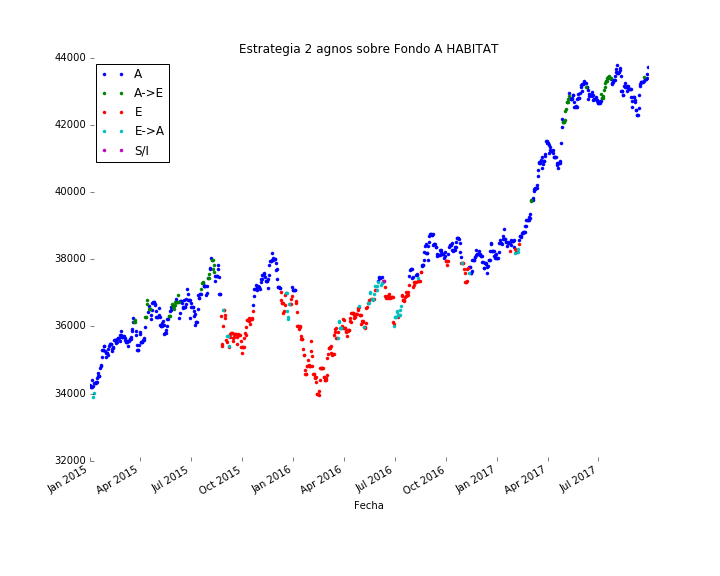 Estrategia 2 agnos sobre Fondo A HABITAT
44000
42000
40000
38000
36000
34000
32000
A
A->E
E
E->A
S/I
Jan 2015
Apr 2015
Jul 2015
Oct 2015
Jan 2016
Apr 2016
Jul 2016
Oct 2016
Jan 2017
Apr 2017
Jul 2017
Fecha